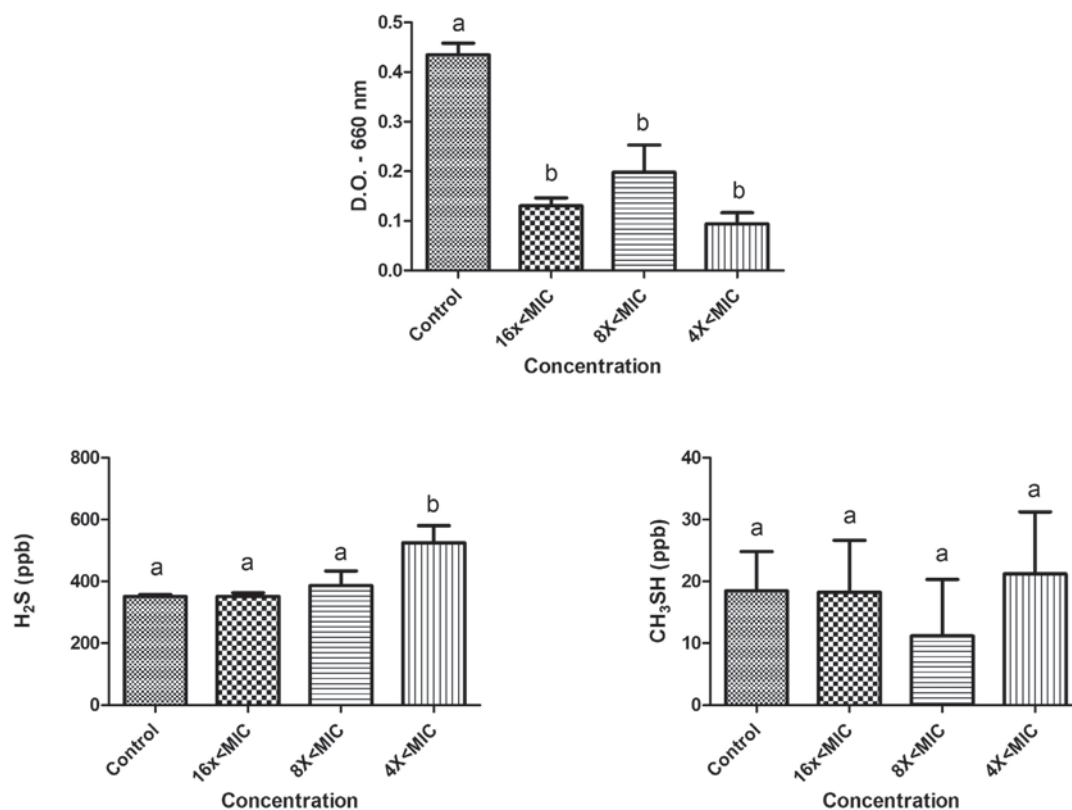 D.O. - 660 nm
0.5
0.4
0.3
0.2
0.1
0.0
a
b
b
b
Control
16x<MIC
8X<MIC
4X<MIC
Concentration
H₂S (ppb)
800
600
400
200
0
a
a
a
b
Control
16x<MIC
8X<MIC
4X<MIC
Concentration
CH₃SH (ppb)
40
30
20
10
0
a
a
a
a
Control
16x<MIC
8X<MIC
4X<MIC
Concentration